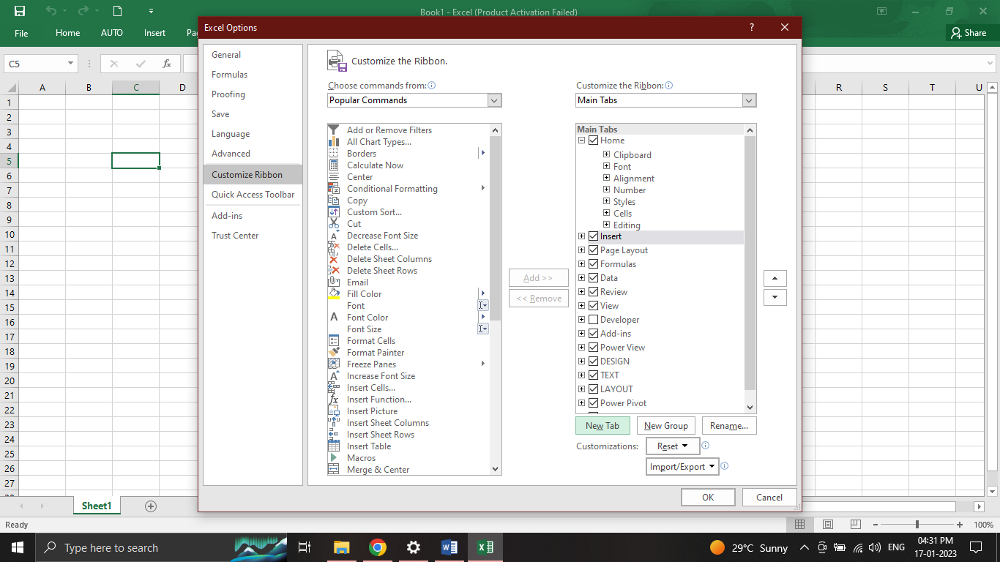 Book1 - Excel (Product Activation Failed)
File Home AUTO Insert Pa Share
Excel Options ?
C5 fx
A B C D R S T U
1
2
3
4
5
6
7
8
9
10
11
12
13
14
15
16
17
18
19
20
21
22
23
24
25
26
27
General
Formulas
Proofing
Save
Language
Advanced
Customize Ribbon
Quick Access Toolbar
Add-ins
Trust Center
Customize the Ribbon.
Choose commands from:
Popular Commands
Add or Remove Filters
All Chart Types...
Borders
Calculate Now
Center
Conditional Formatting
Copy
Custom Sort...
Cut
Decrease Font Size
Delete Cells...
Delete Sheet Columns
Delete Sheet Rows
Email
Fill Color
Font
Font Color
Font Size
Format Cells
Format Painter
Freeze Panes
Increase Font Size
Insert Cells...
Insert Function...
Insert Picture
Insert Sheet Columns
Insert Sheet Rows
Insert Table
Macros
Merge & Center
Add >>
<< Remove
Customize the Ribbon:
Main Tabs
Main Tabs
Home
Clipboard
Font
Alignment
Number
Styles
Cells
Editing
Insert
Page Layout
Formulas
Data
Review
View
Developer
Add-ins
Power View
DESIGN
TEXT
LAYOUT
Power Pivot
New Tab New Group Rename...
Customizations: Reset
Import/Export
OK Cancel
Sheet1
Ready 100%
Type here to search 29°C Sunny ENG 04:31 PM
17-01-2023